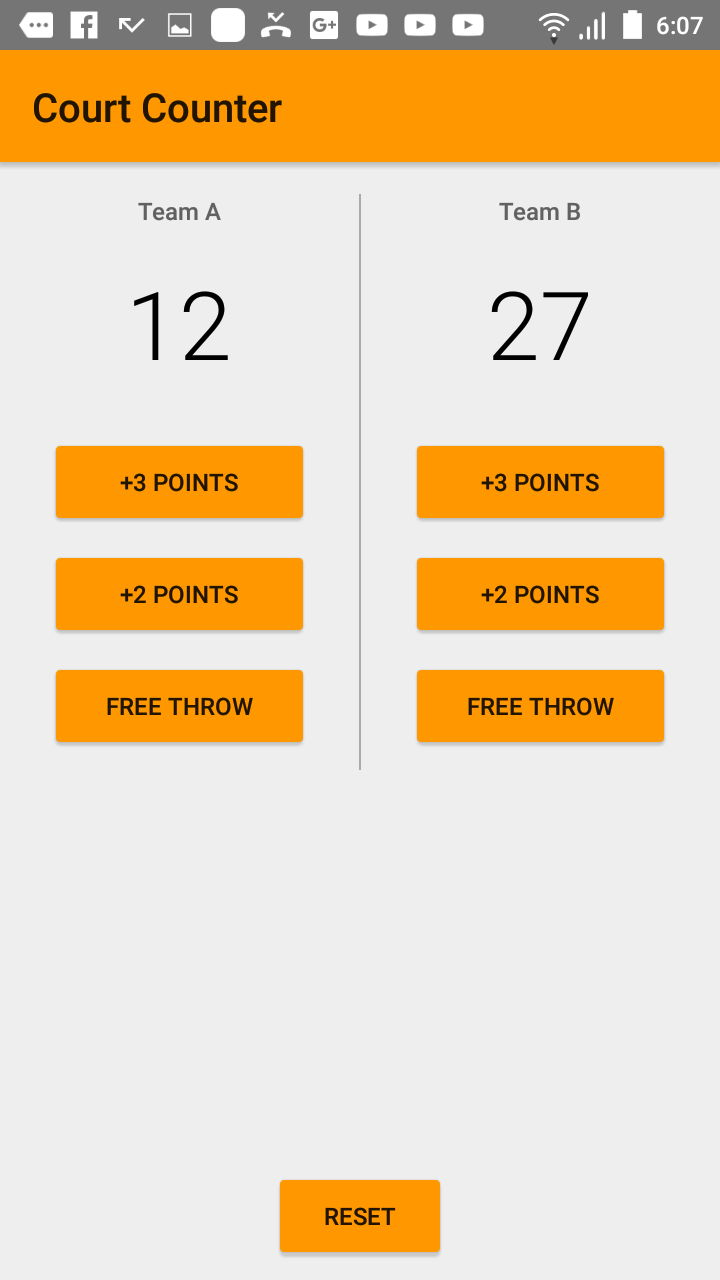 G+ 6:07
Court Counter
Team A Team B
12 27
+3 POINTS +3 POINTS
+2 POINTS +2 POINTS
FREE THROW FREE THROW
RESET